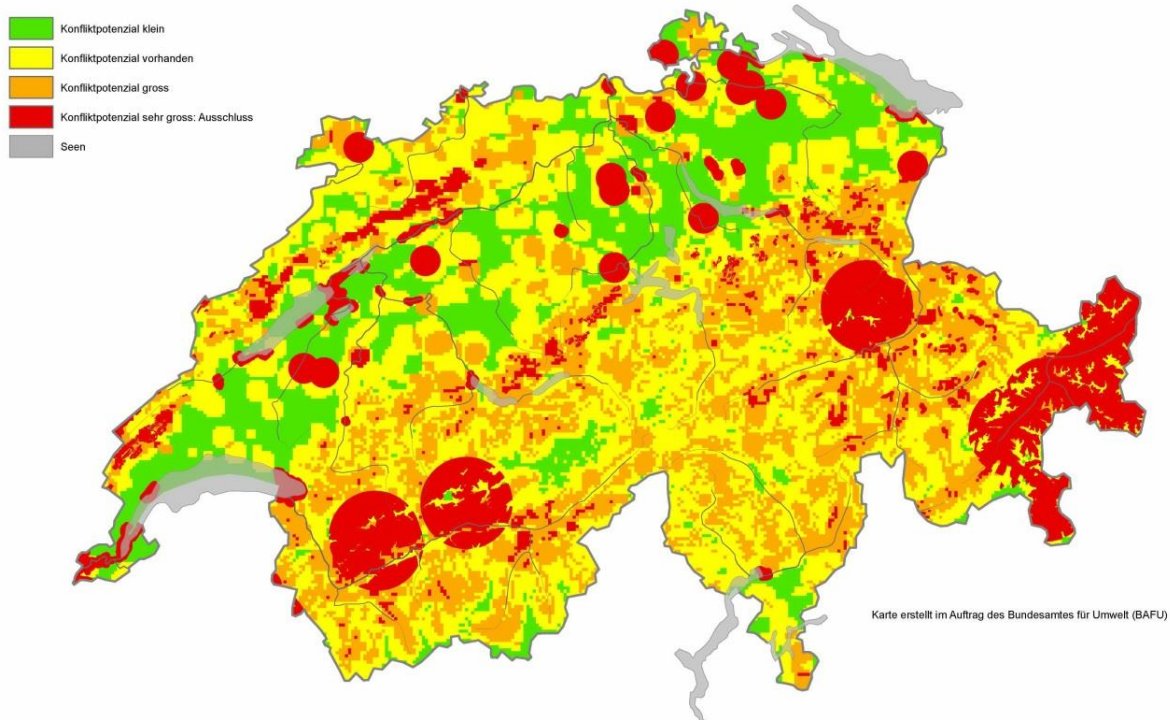 Konfliktpotenzial klein
Konfliktpotenzial vorhanden
Konfliktpotenzial gross
Konfliktpotenzial sehr gross: Ausschluss
Seen
Karte erstellt im Auftrag des Bundesamtes für Umwelt (BAFU)